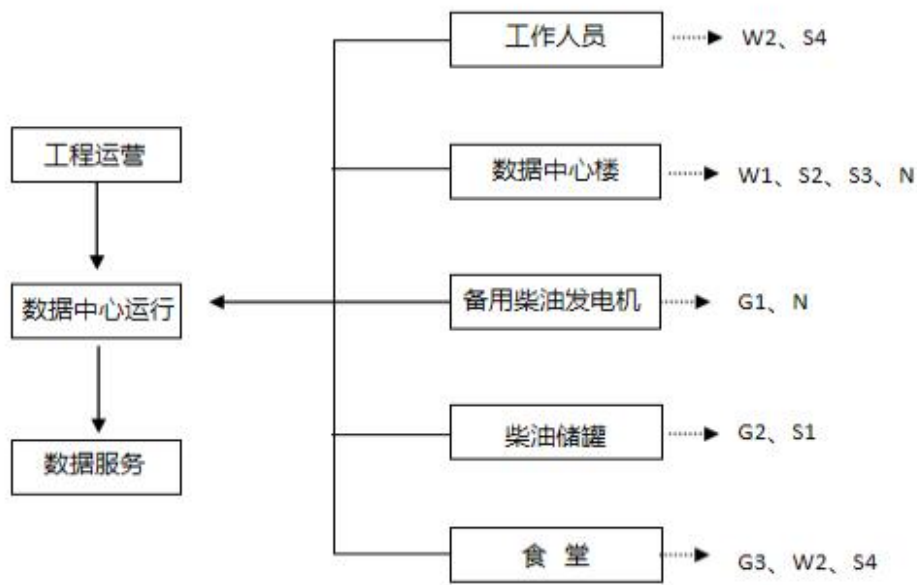 工作人员
W2、S4
工程运营
数据中心楼
W1、S2、S3、N
数据中心运行
备用柴油发电机
G1、N
柴油储罐
G2、S1
数据服务
食 堂
G3、W2、S4